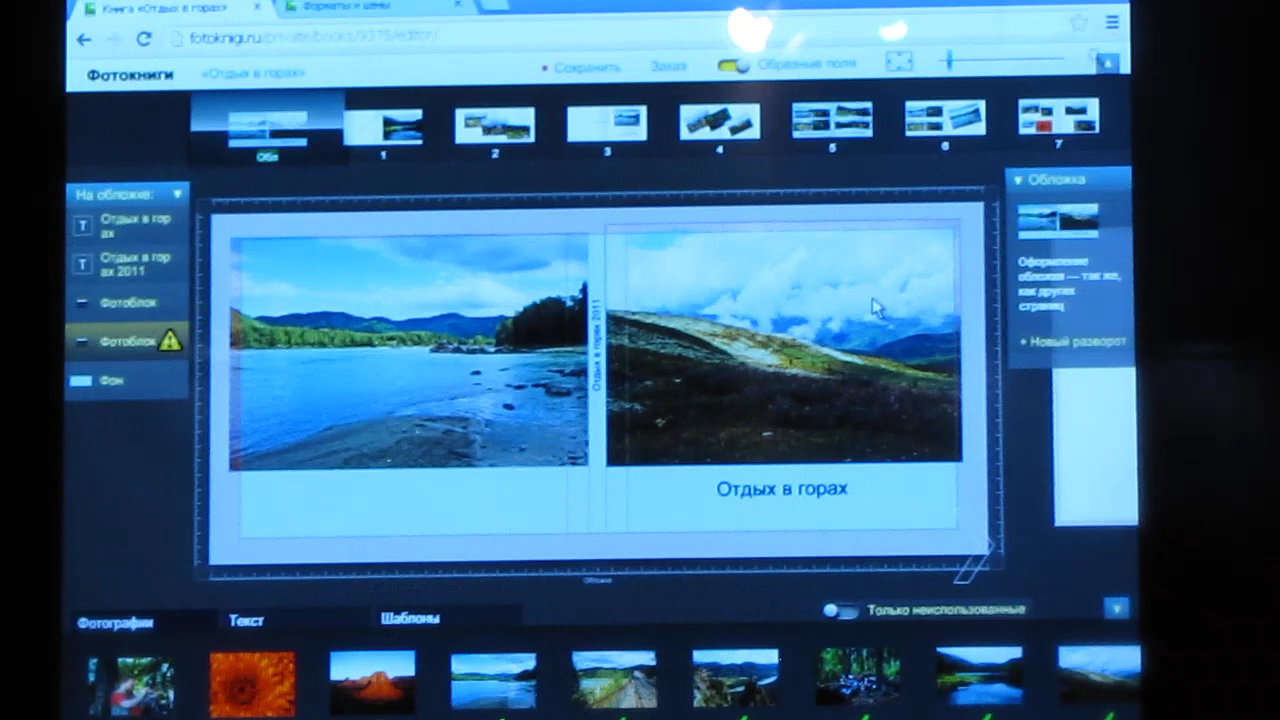 Книга «Отдых в горах»
Форматы и цены
fotoknigi.ru/private/books/9375/editor/
Фотокниги
«Отдых в горах»
Сохранить
Заказ
Обрезные поля
Обл
1
2
3
4
5
6
7
На обложке:
Отдых в гор
ах
Отдых в гор
ах 2011
Фотоблок
Фотоблок
Фон
Отдых в горах 2011
Отдых в горах
Обложка
Обложка
Оформление
обложки — так же,
как других
страниц
+ Новый разворот
Фотографии
Текст
Шаблоны
Только неиспользованные